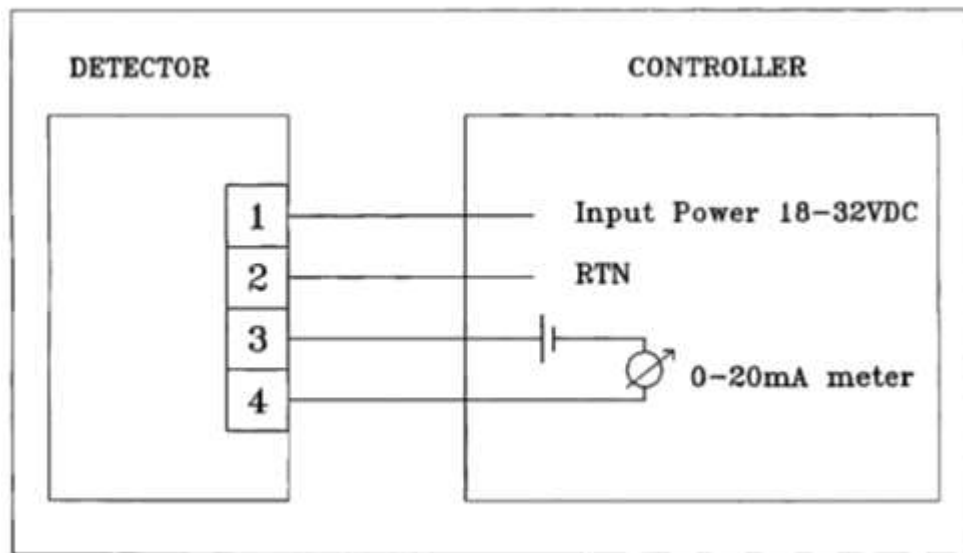 DETECTOR
CONTROLLER
1
Input Power 18-32VDC
2
RTN
3
0-20mA meter
4